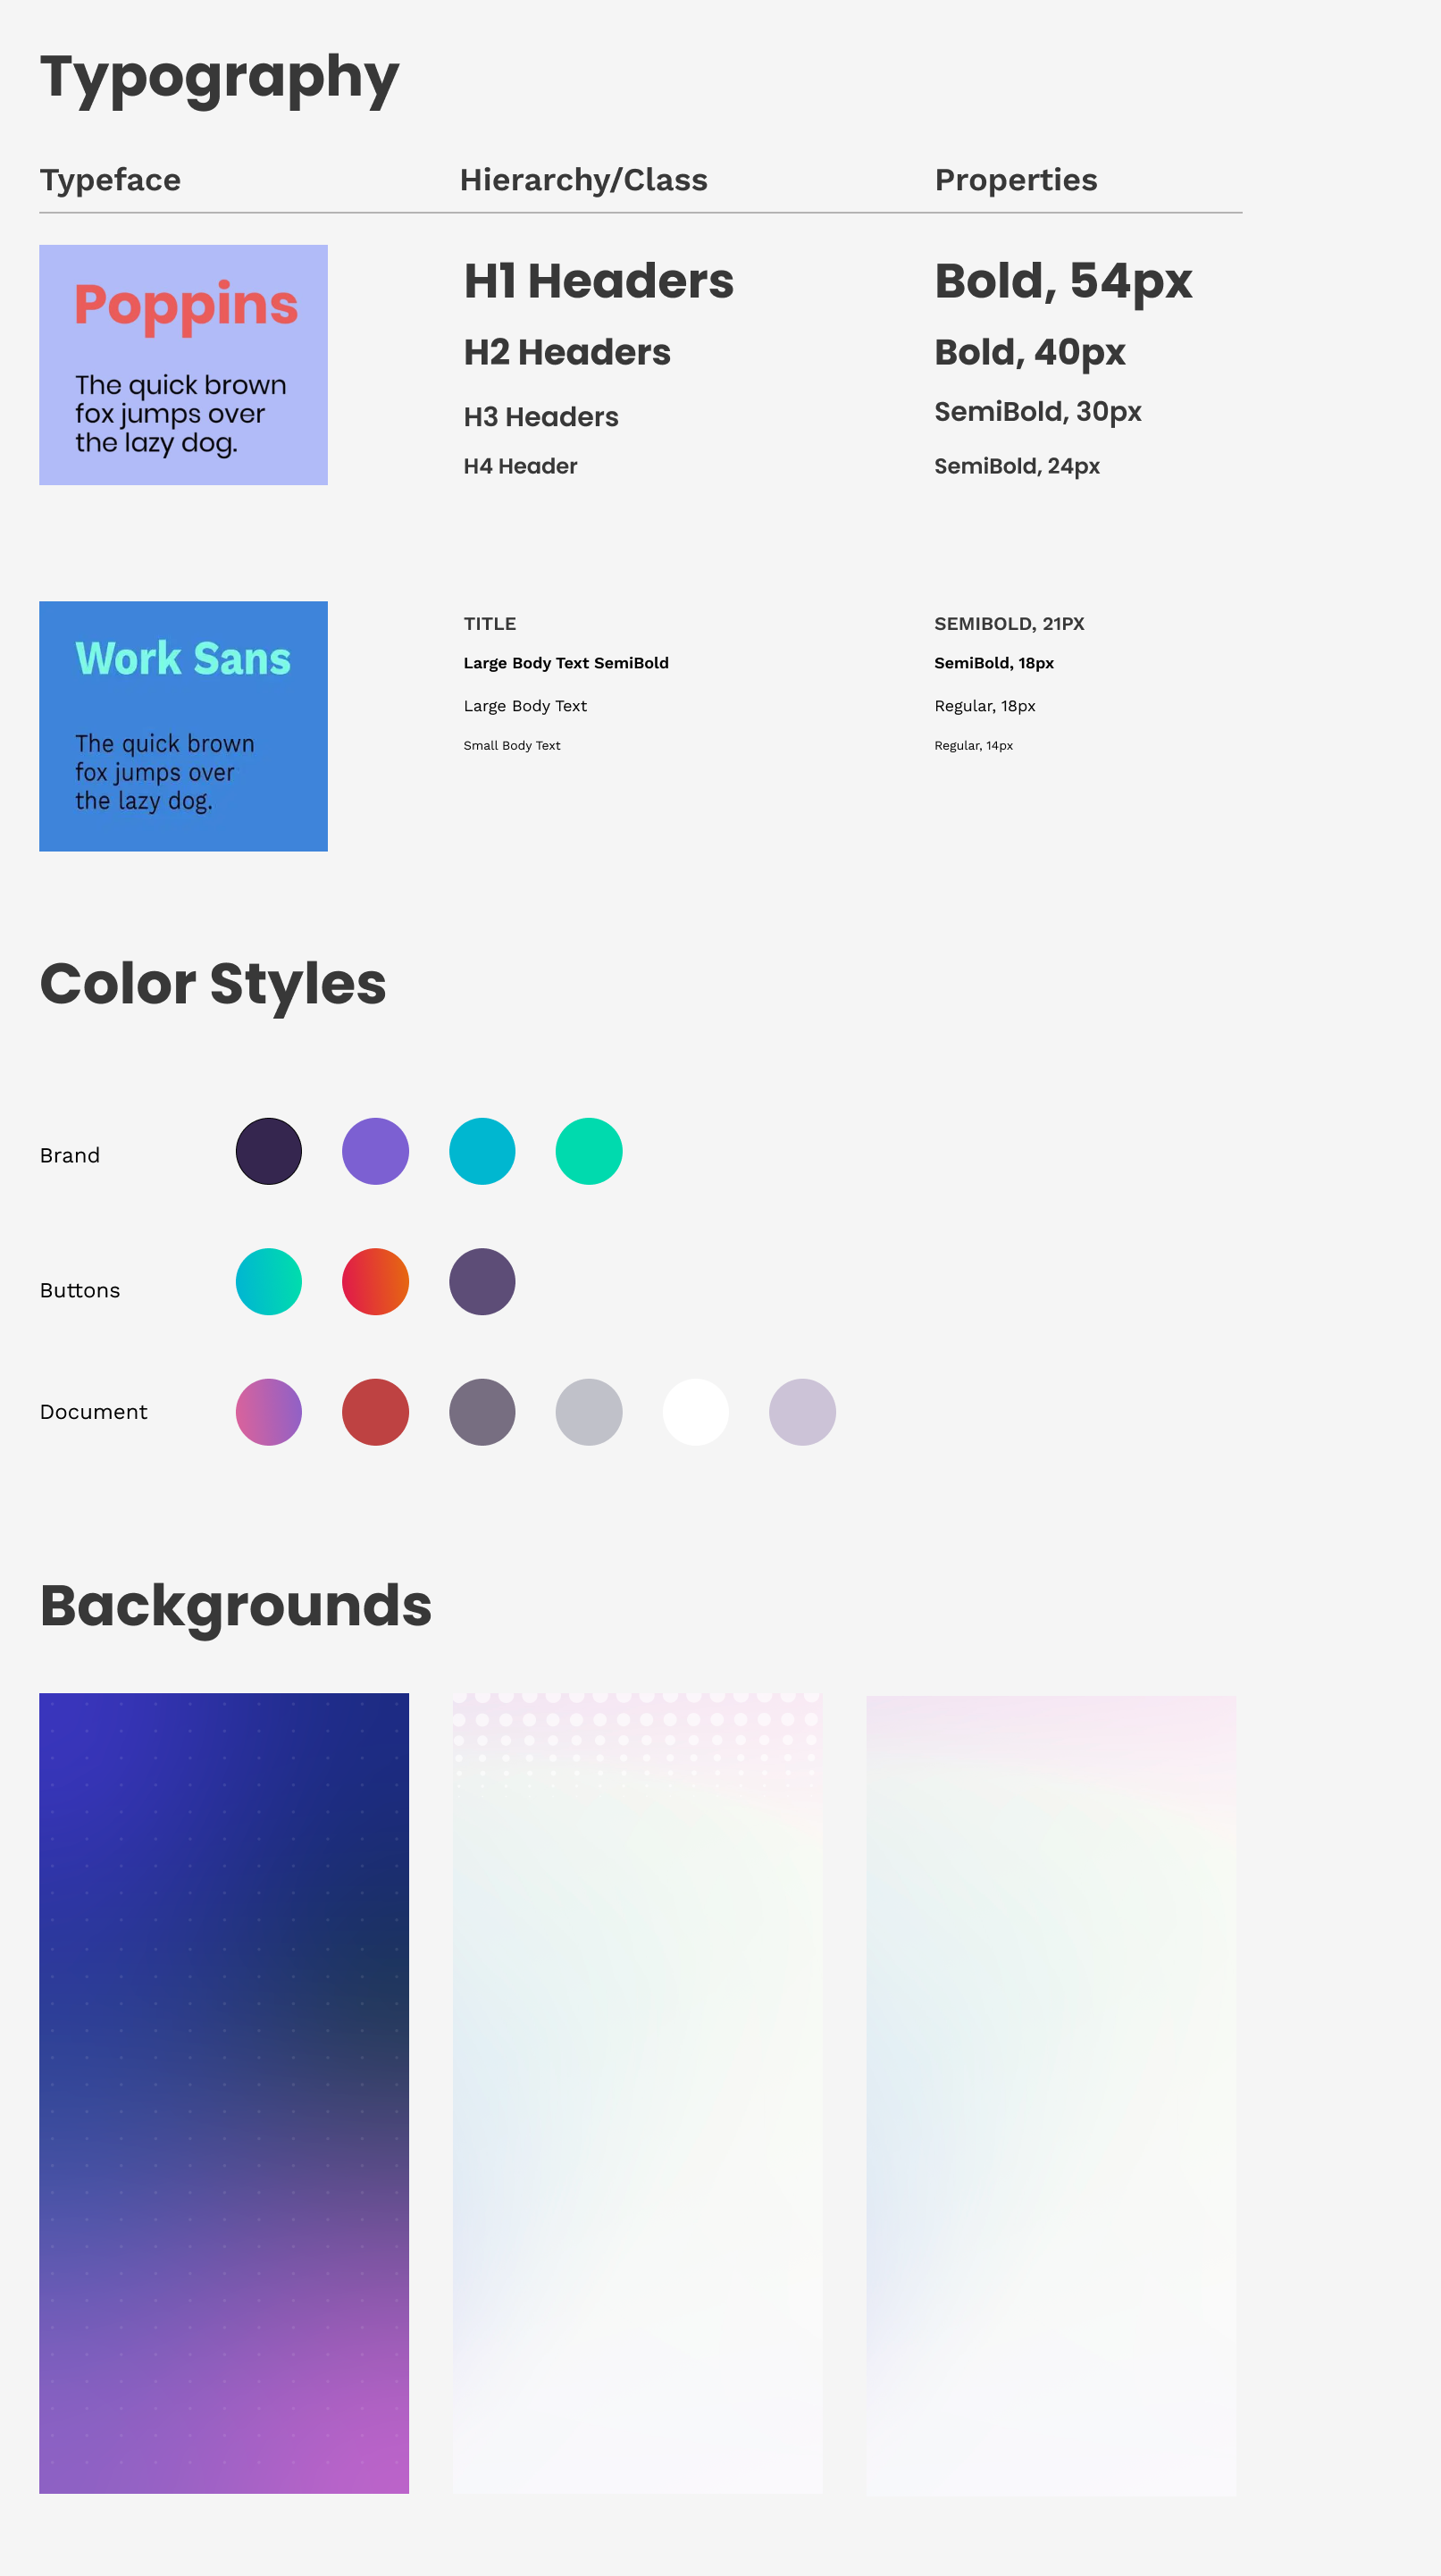 Typography
Typeface
Hierarchy/Class
Properties
Poppins
The quick brown
fox jumps over
the lazy dog.
H1 Headers
Bold, 54px
H2 Headers
Bold, 40px
H3 Headers
SemiBold, 30px
H4 Header
SemiBold, 24px
Work Sans
The quick brown
fox jumps over
the lazy dog.
TITLE
SEMIBOLD, 21PX
Large Body Text SemiBold
SemiBold, 18px
Large Body Text
Regular, 18px
Small Body Text
Regular, 14px
Color Styles
Brand
Buttons
Document
Backgrounds